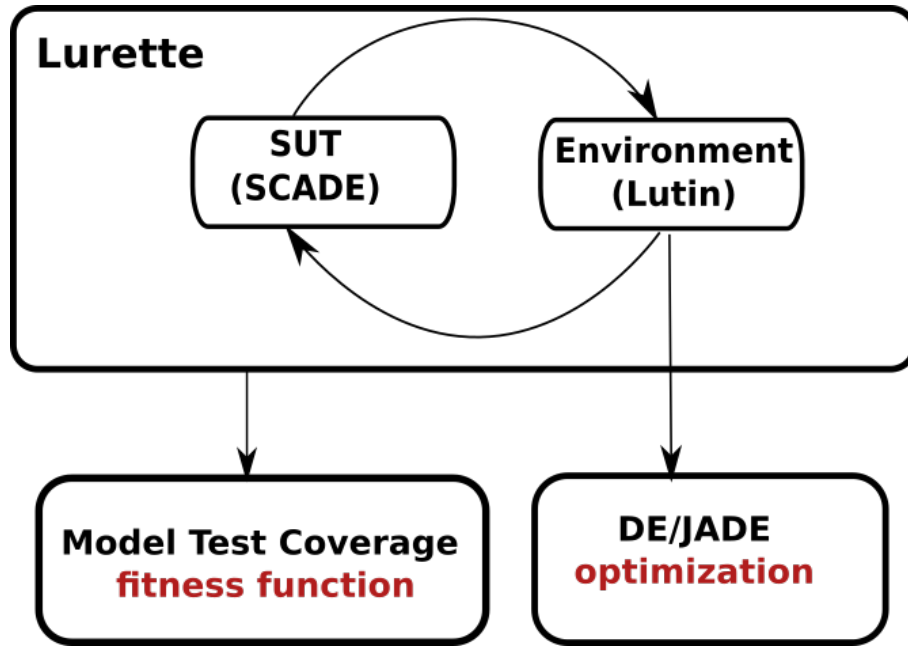 Lurette
SUT
(SCADE)
Environment
(Lutin)
Model Test Coverage
fitness function
DE/JADE
optimization